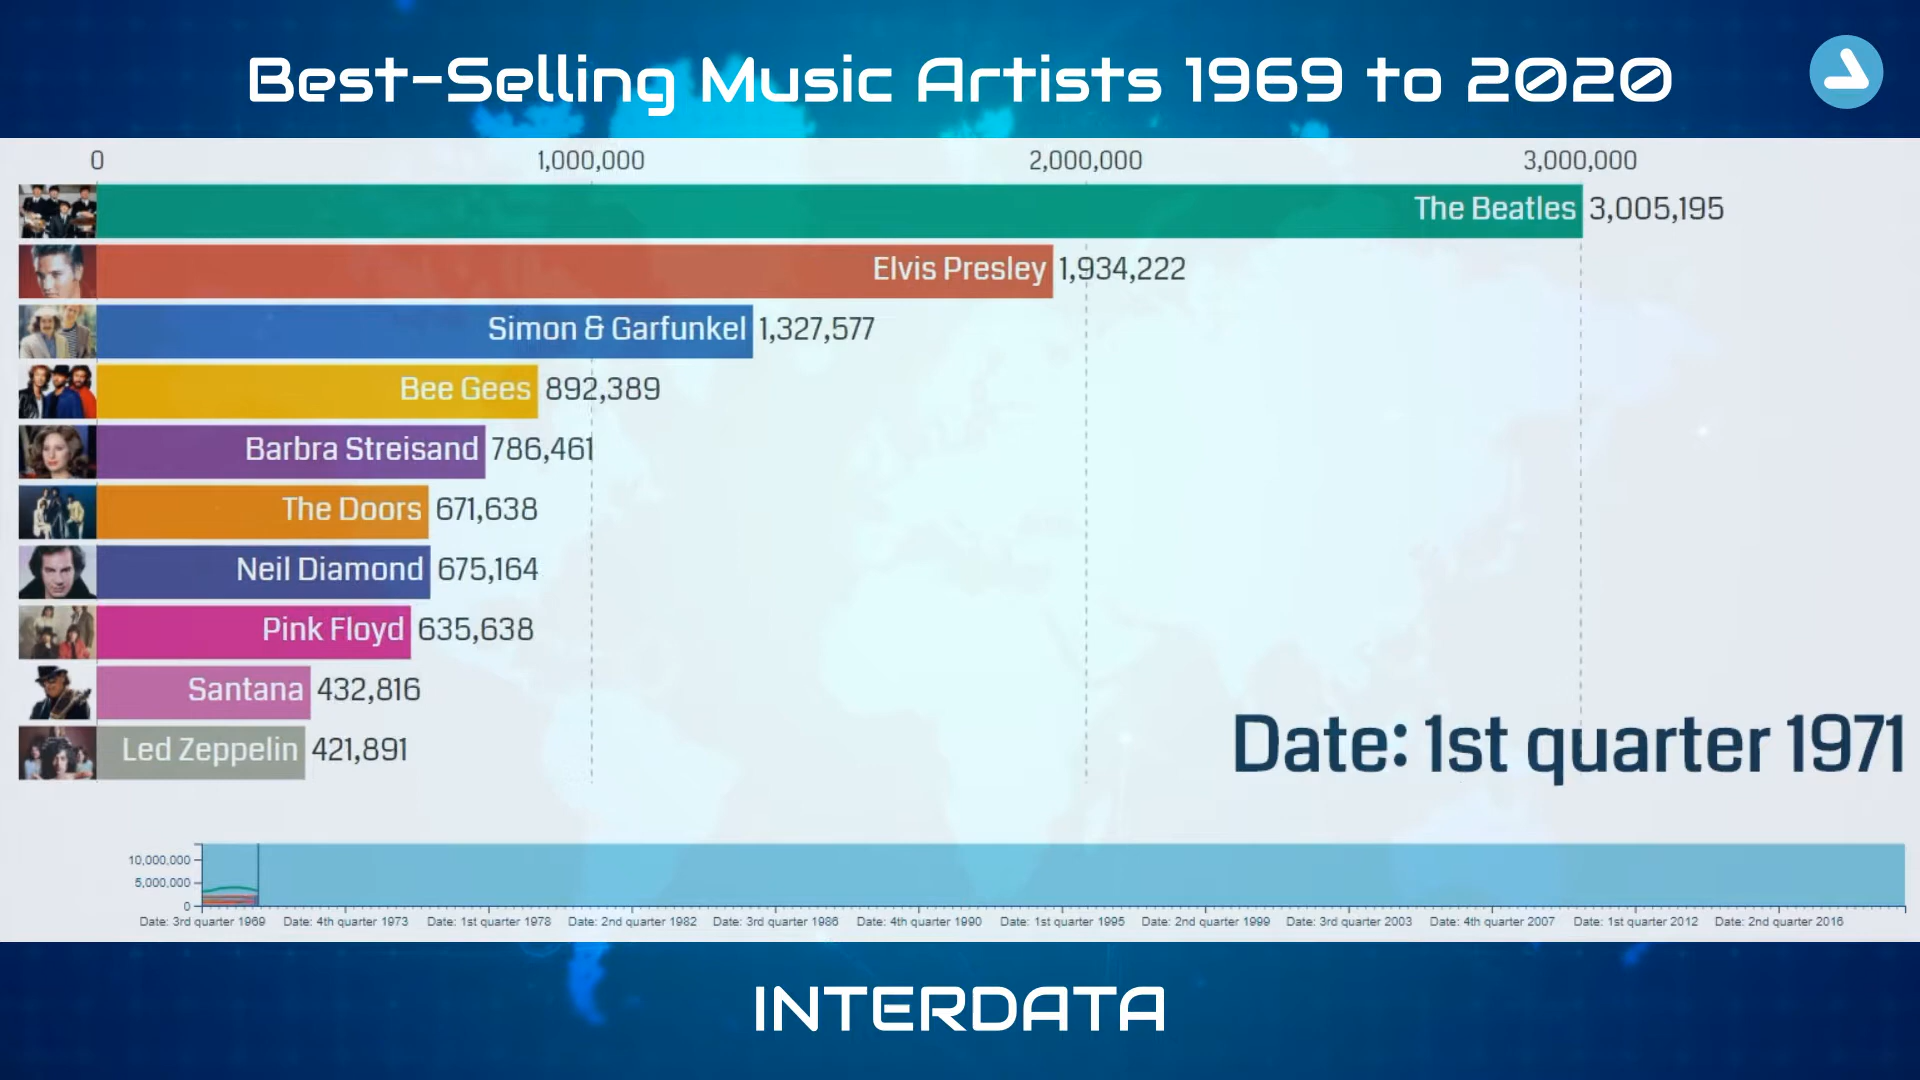 Best-Selling Music Artists 1969 to 2020
0 1,000,000 2,000,000 3,000,000
The Beatles 3,005,195
Elvis Presley 1,934,222
Simon & Garfunkel 1,327,577
Bee Gees 892,389
Barbra Streisand 786,461
The Doors 671,638
Neil Diamond 675,164
Pink Floyd 635,638
Santana 432,816
Led Zeppelin 421,891
Date: 1st quarter 1971
10,000,000
5,000,000
0
Date: 3rd quarter 1969 Date: 4th quarter 1973 Date: 1st quarter 1978 Date: 2nd quarter 1982 Date: 3rd quarter 1986 Date: 4th quarter 1990 Date: 1st quarter 1995 Date: 2nd quarter 1999 Date: 3rd quarter 2003 Date: 4th quarter 2007 Date: 1st quarter 2012 Date: 2nd quarter 2016
INTERDATA